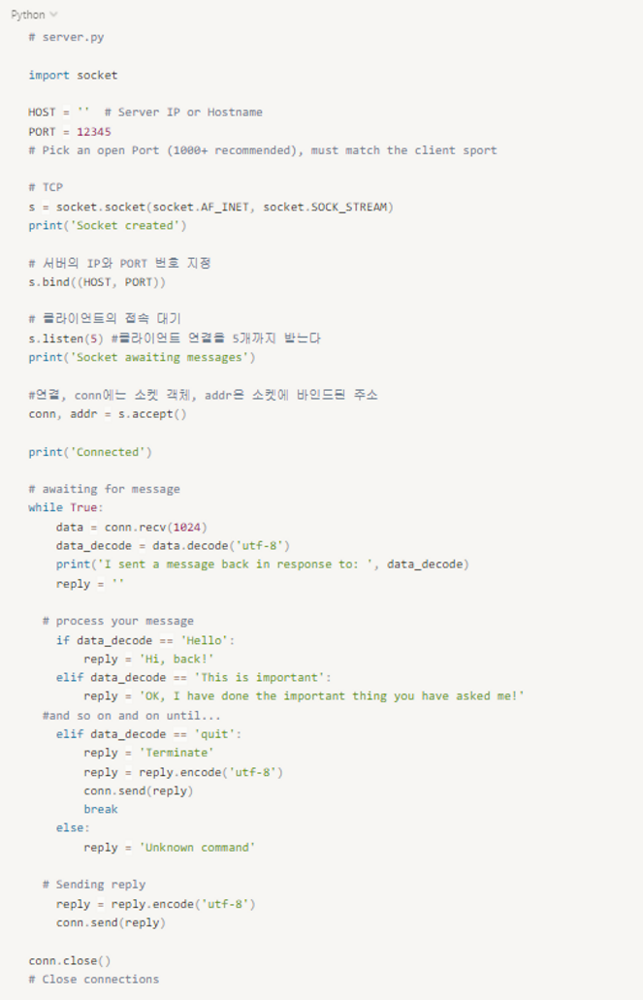 Python
# server.py
import socket
HOST = '' # Server IP or Hostname
PORT = 12345
# Pick an open Port (1000+ recommended), must match the client sport
# TCP
s = socket.socket(socket.AF_INET, socket.SOCK_STREAM)
print('Socket created')
# 서버의 IP와 PORT 번호 지정
s.bind((HOST, PORT))
# 클라이언트의 접속 대기
s.listen(5) #클라이언트 연결을 5개까지 받는다
print('Socket awaiting messages')
#연결, conn에는 소켓 객체, addr은 소켓에 바인드된 주소
conn, addr = s.accept()
print('Connected')
# awaiting for message
while True:
    data = conn.recv(1024)
    data_decode = data.decode('utf-8')
    print('I sent a message back in response to: ', data_decode)
    reply = ''
  # process your message
    if data_decode == 'Hello':
        reply = 'Hi, back!'
    elif data_decode == 'This is important':
        reply = 'OK, I have done the important thing you have asked me!'
  #and so on and on until...
    elif data_decode == 'quit':
        reply = 'Terminate'
        reply = reply.encode('utf-8')
        conn.send(reply)
        break
    else:
        reply = 'Unknown command'
  # Sending reply
    reply = reply.encode('utf-8')
    conn.send(reply)
conn.close()
# Close connections